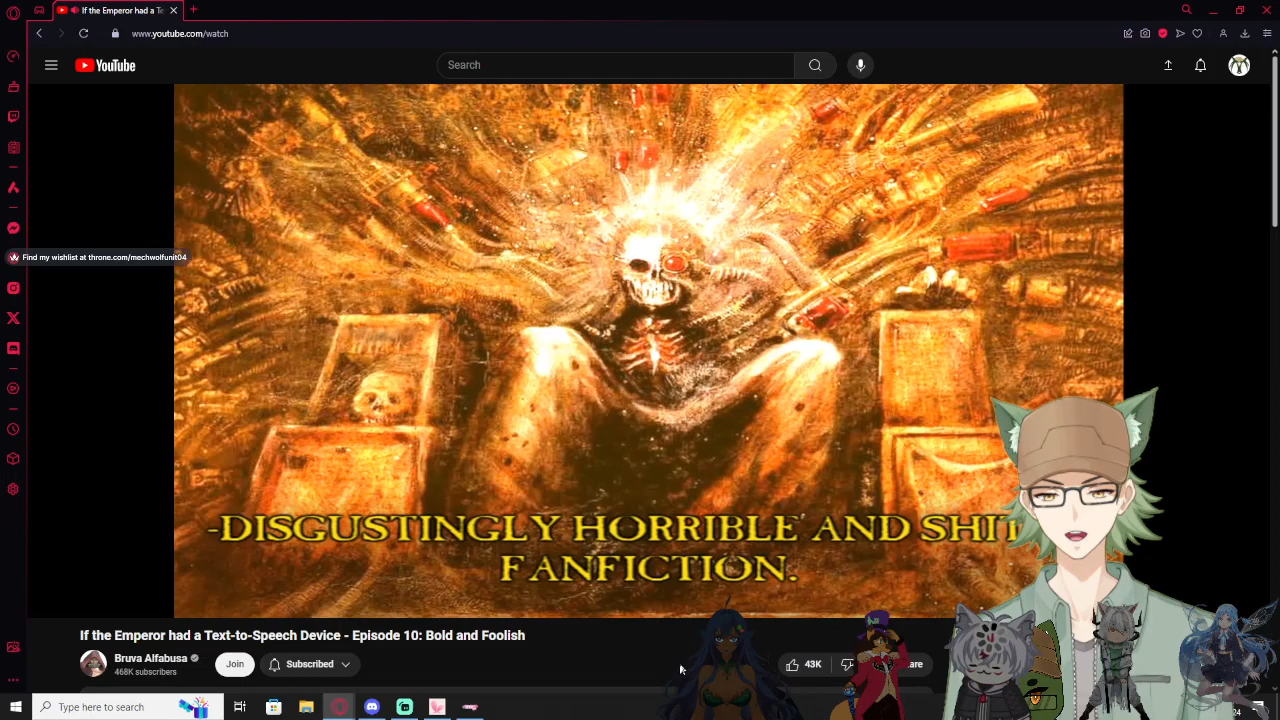 If the Emperor had a Te
www.youtube.com/watch
YouTube
Search
Find my wishlist at throne.com/mechwolfunit04
-DISGUSTINGLY HORRIBLE AND SHIT
FANFICTION.
If the Emperor had a Text-to-Speech Device - Episode 10: Bold and Foolish
Bruva Alfabusa
468K subscribers
Join
Subscribed
43K
are
Type here to search
24